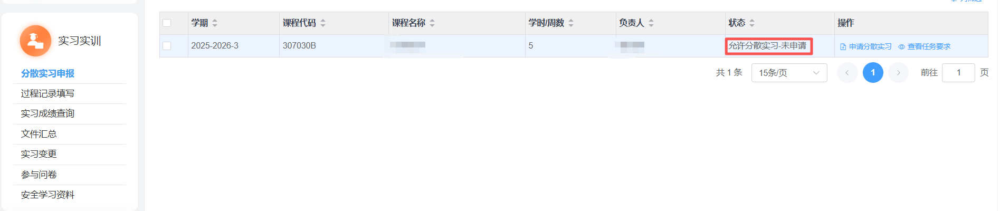 实习实训
分散实习申报
过程记录填写
实习成绩查询
文件汇总
实习变更
参与问卷
安全学习资料
学期 课程代码 课程名称 学时/周数 负责人 状态 操作
2025-2026-3 307030B 5 允许分散实习-未申请 申请分散实习 查看任务要求
共 1 条 15条/页 1 前往 1 页